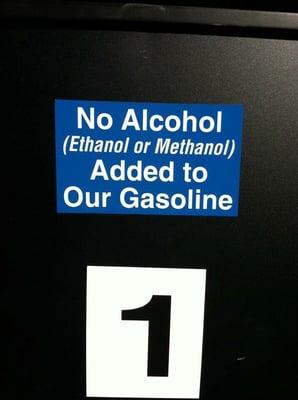 No Alcohol
(Ethanol or Methanol)
Added to
Our Gasoline
1